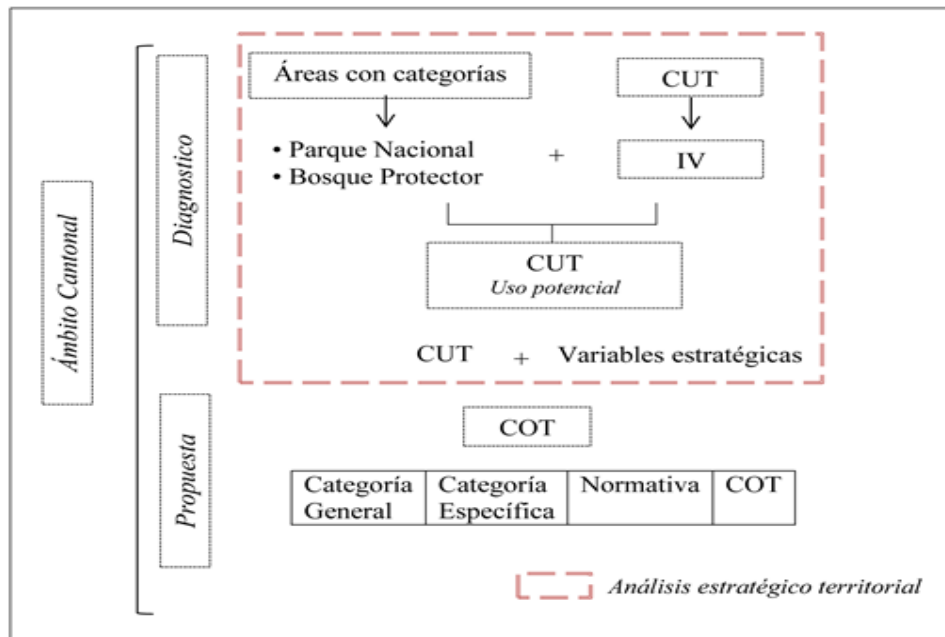 Ámbito Cantonal
Diagnostico
Áreas con categorías
CUT
• Parque Nacional
• Bosque Protector
+
IV
CUT
Uso potencial
CUT + Variables estratégicas
Propuesta
COT
Categoría General
Categoría Específica
Normativa
COT
Análisis estratégico territorial